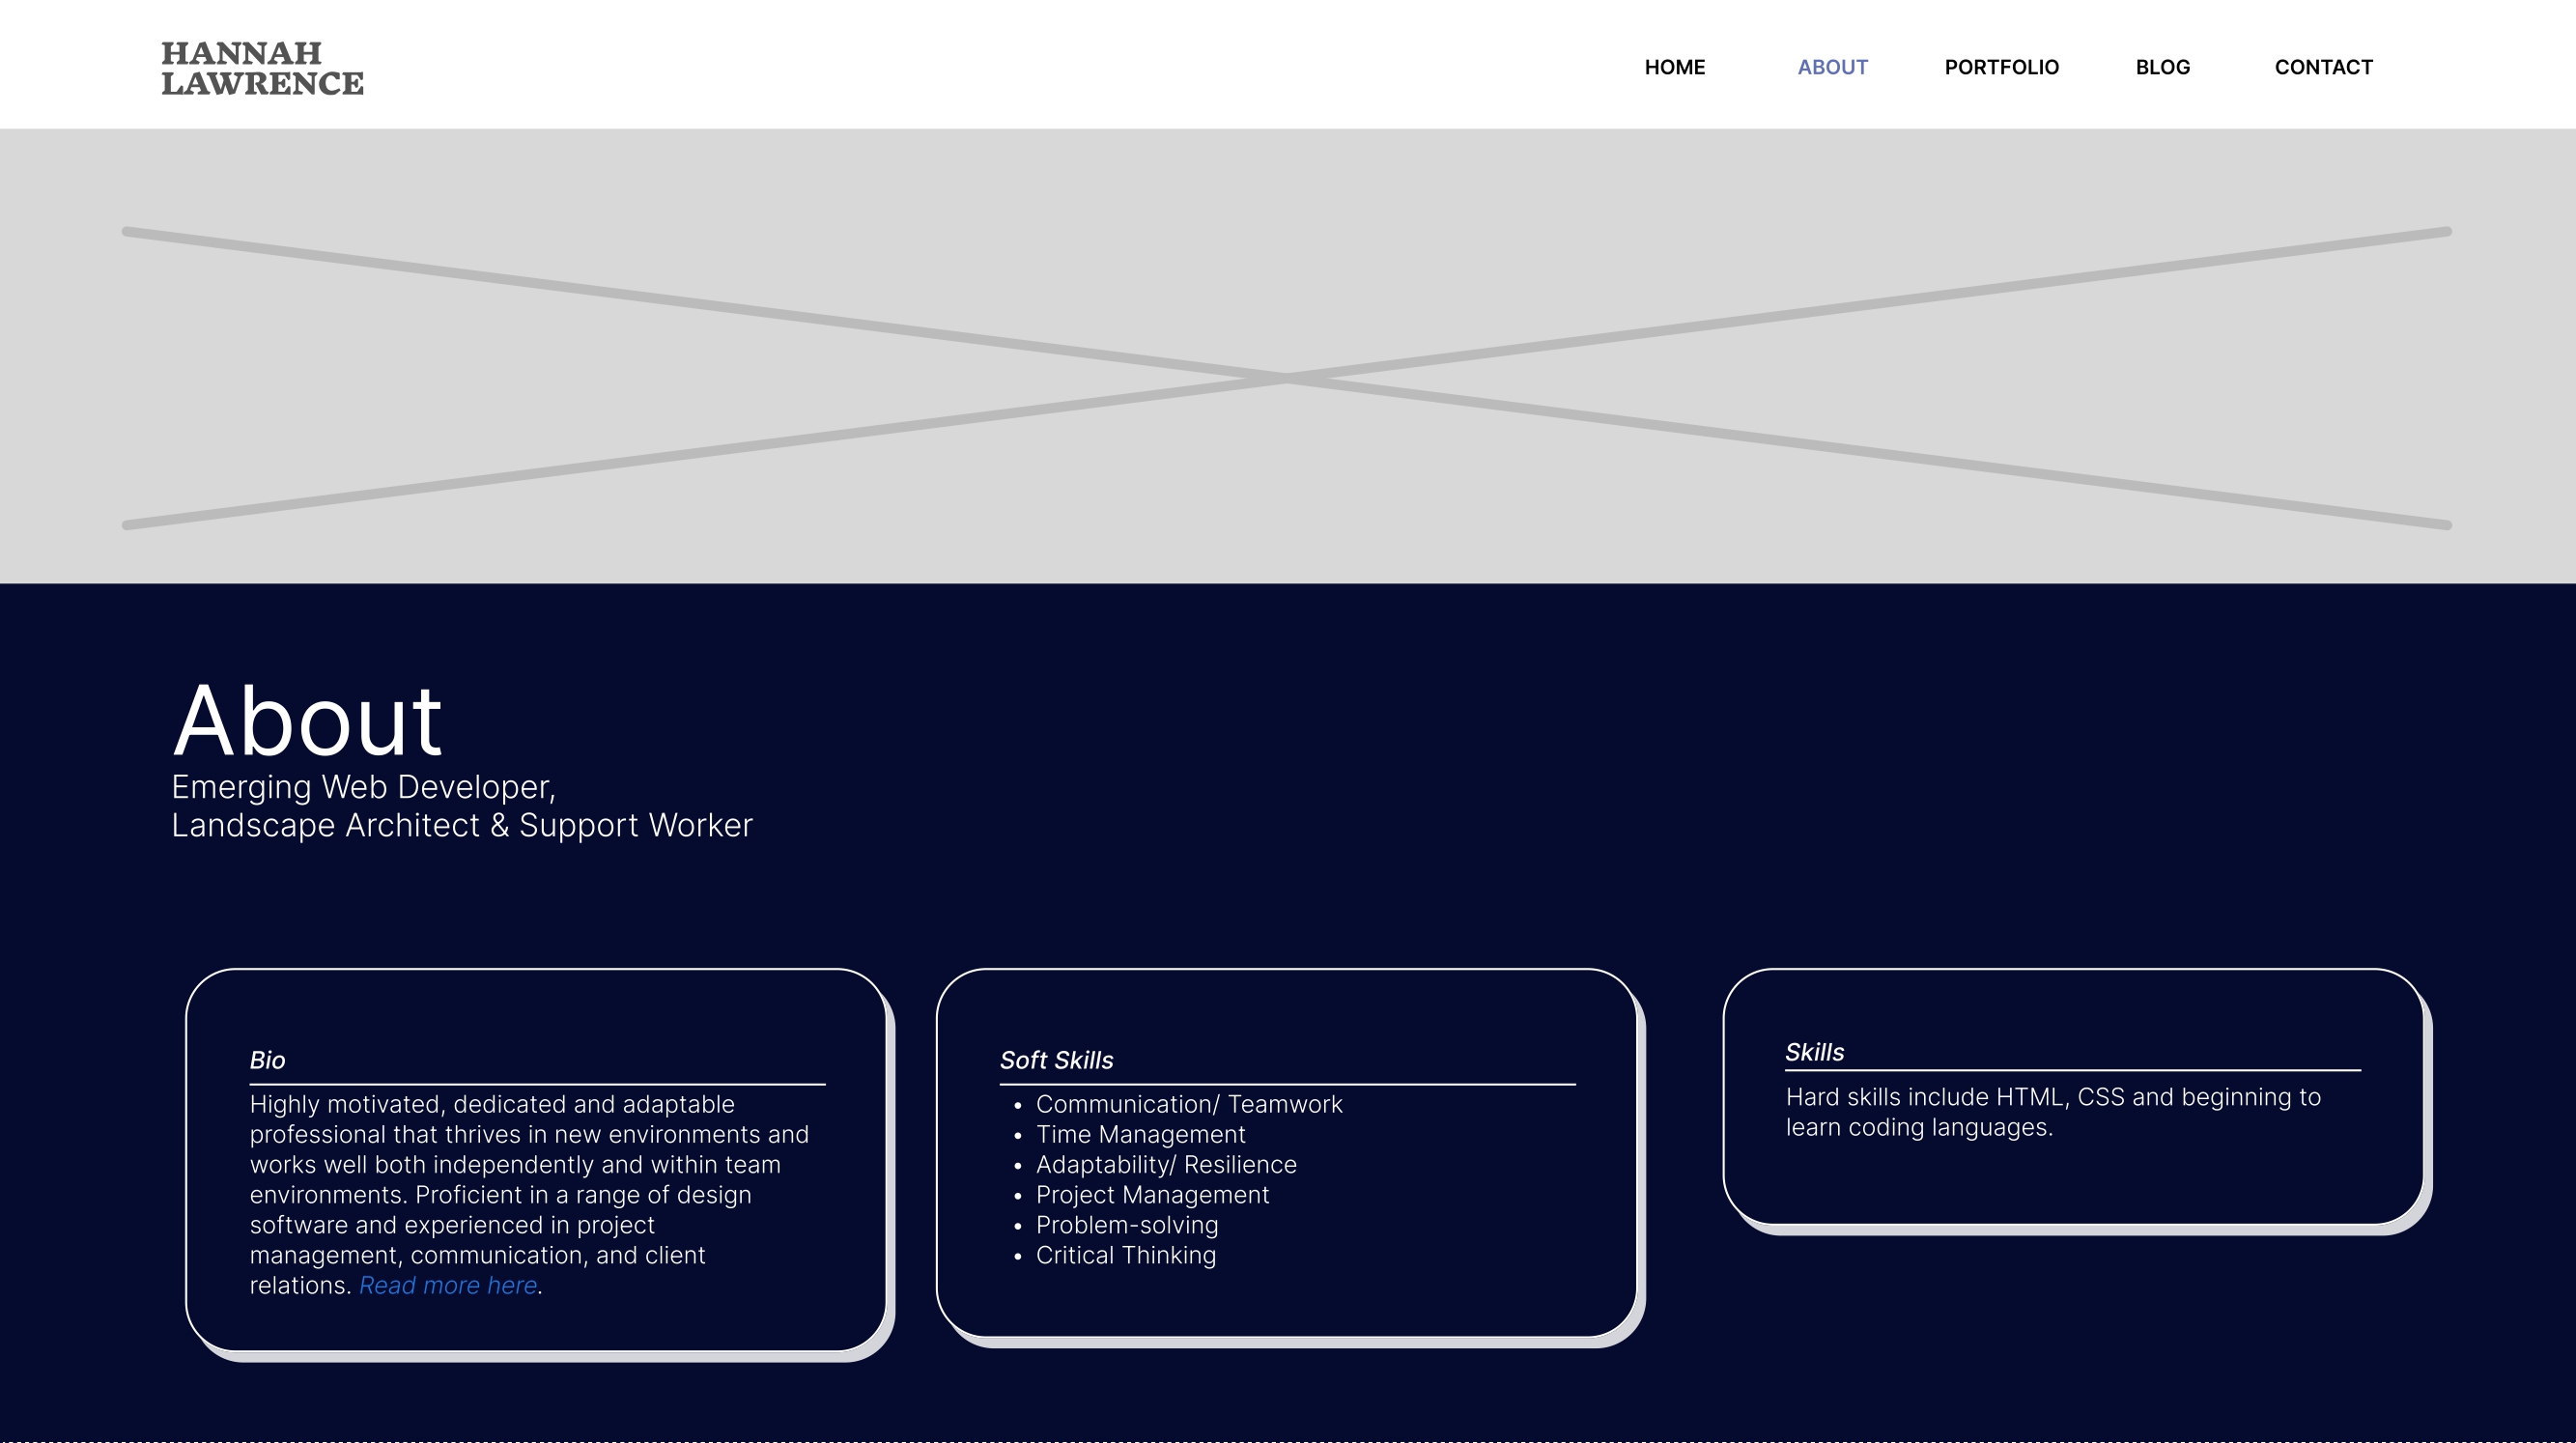 HANNAH
LAWRENCE
HOME
ABOUT
PORTFOLIO
BLOG
CONTACT
About
Emerging Web Developer,
Landscape Architect & Support Worker
Bio
Highly motivated, dedicated and adaptable
professional that thrives in new environments and
works well both independently and within team
environments. Proficient in a range of design
software and experienced in project
management, communication, and client
relations. Read more here.
Soft Skills
• Communication/ Teamwork
• Time Management
• Adaptability/ Resilience
• Project Management
• Problem-solving
• Critical Thinking
Skills
Hard skills include HTML, CSS and beginning to
learn coding languages.